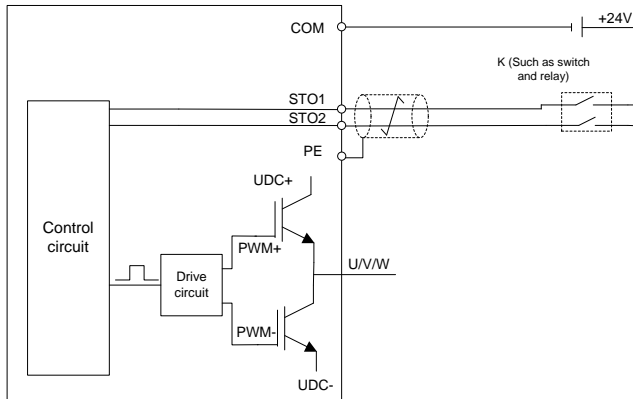 COM
+24V
K (Such as switch
and relay)
STO1
STO2
PE
UDC+
Control
circuit
PWM+
Drive
circuit
U/V/W
PWM-
UDC-